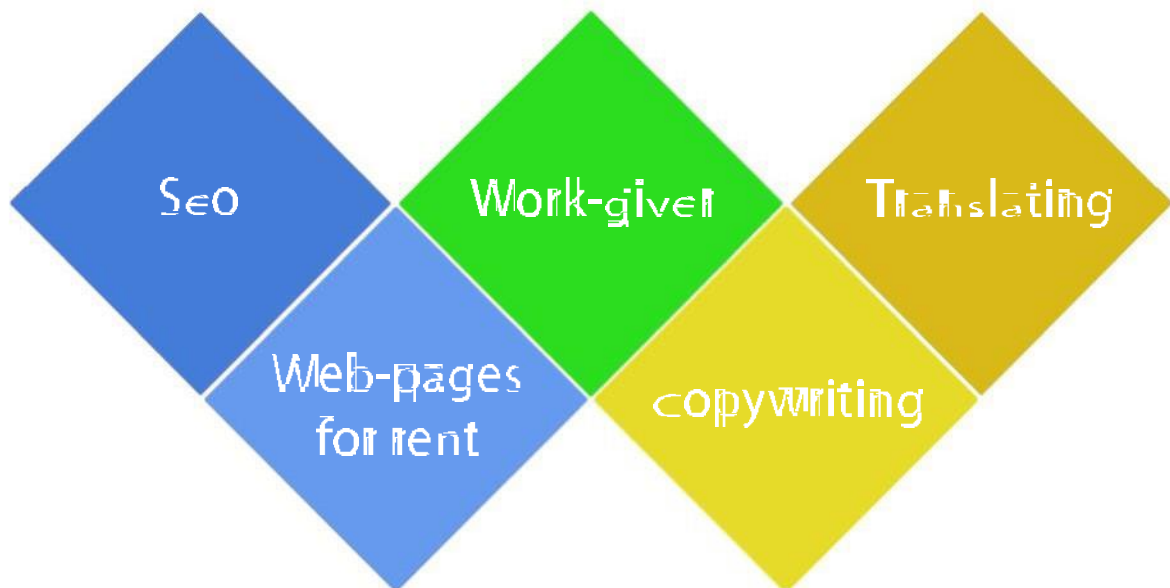 Seo
Work-giver
Translating
Web-pages
for rent
copywriting